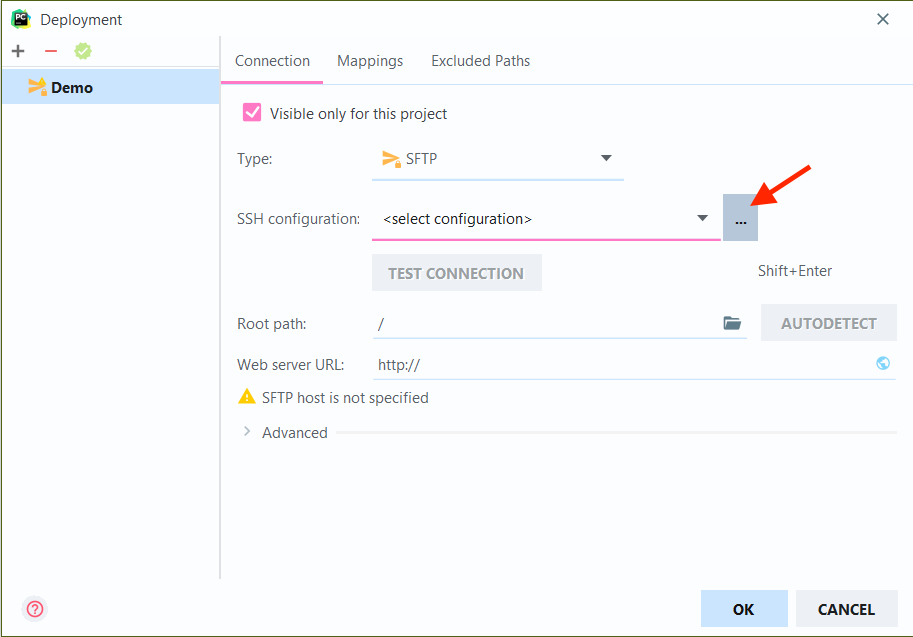 PC Deployment
Demo
Connection Mappings Excluded Paths
Visible only for this project
Type: SFTP
SSH configuration: <select configuration> ...
TEST CONNECTION Shift+Enter
Root path: / AUTODETECT
Web server URL: http://
SFTP host is not specified
Advanced
? OK CANCEL